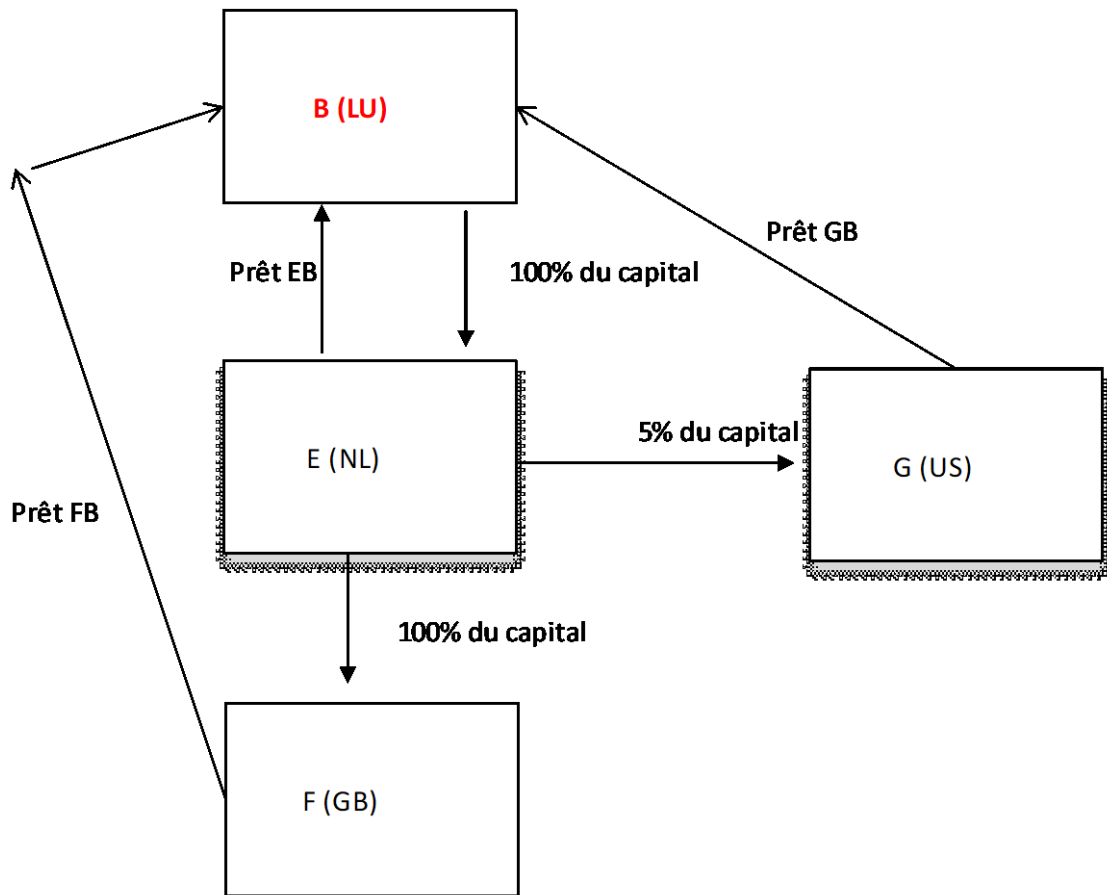 B (LU)
Prêt GB
Prêt EB
100% du capital
5% du capital
E (NL)
G (US)
Prêt FB
100% du capital
F (GB)